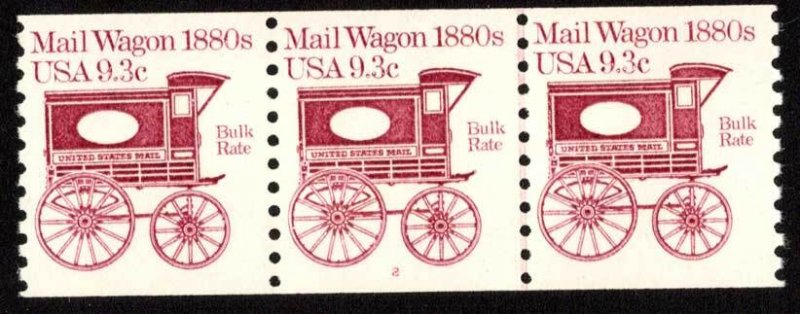 Mail Wagon 1880s
USA 9.3c
Bulk
Rate
UNITED STATES MAIL
Mail Wagon 1880s
USA 9.3c
Bulk
Rate
UNITED STATES MAIL
2
Mail Wagon 1880s
USA 9.3c
Bulk
Rate
UNITED STATES MAIL